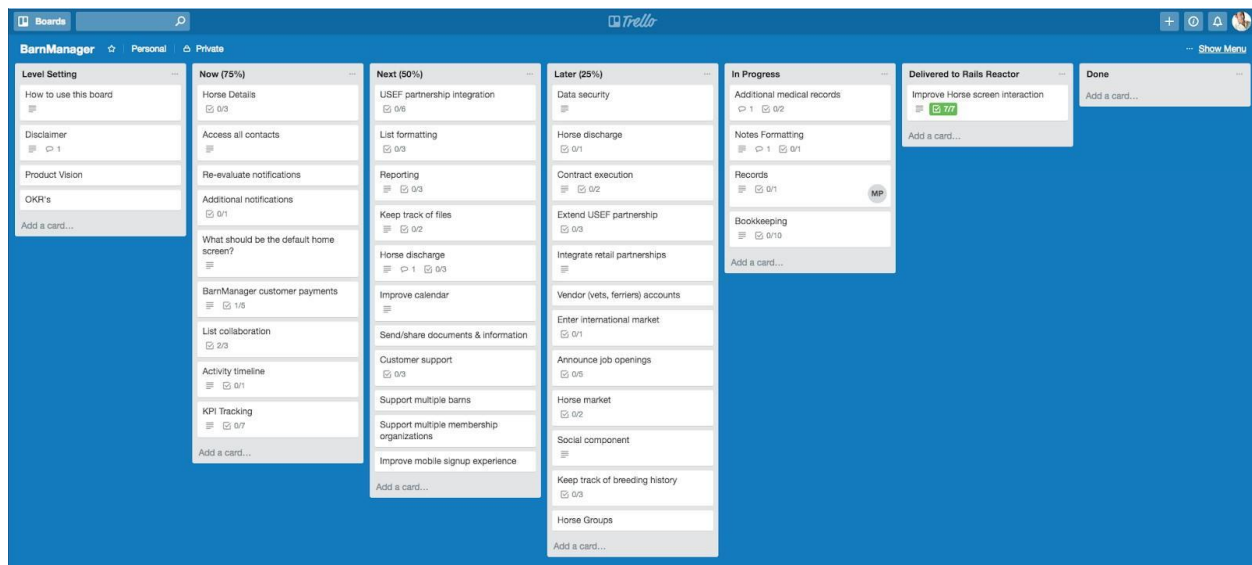 Boards
Trello
BarnManager
Personal
Private
... Show Menu
Level Setting
How to use this board
Disclaimer
1
Product Vision
OKR's
Add a card...
Now (75%)
Horse Details
0/3
Access all contacts
Re-evaluate notifications
Additional notifications
0/1
What should be the default home
screen?
BarnManager customer payments
1/5
List collaboration
2/3
Activity timeline
0/1
KPI Tracking
0/7
Add a card...
Next (50%)
USEF partnership integration
0/6
List formatting
0/3
Reporting
0/3
Keep track of files
0/2
Horse discharge
1 0/3
Improve calendar
Send/share documents & information
Customer support
0/3
Support multiple barns
Support multiple membership
organizations
Improve mobile signup experience
Add a card...
Later (25%)
Data security
Horse discharge
0/1
Contract execution
0/2
Extend USEF partnership
0/3
Integrate retail partnerships
Vendor (vets, ferriers) accounts
Enter international market
0/1
Announce job openings
0/5
Horse market
0/2
Social component
Keep track of breeding history
0/3
Horse Groups
Add a card...
In Progress
Additional medical records
1 0/2
Notes Formatting
1 0/1
Records
0/1
MP
Bookkeeping
0/10
Add a card...
Delivered to Rails Reactor
Improve Horse screen interaction
7/7
Add a card...
Done
Add a card...